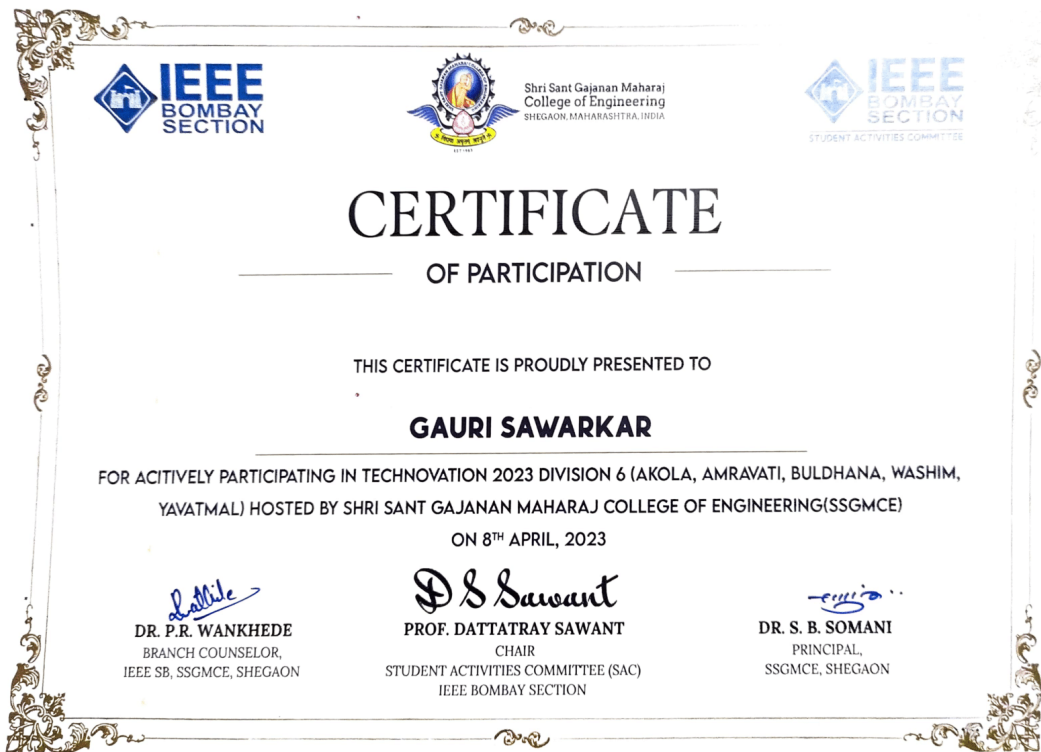 IEEE
BOMBAY
SECTION
Shri Sant Gajanan Maharaj
College of Engineering
SHEGAON, MAHARASHTRA, INDIA
IEEE
BOMBAY
SECTION
STUDENT ACTIVITIES COMMITTEE
CERTIFICATE
OF PARTICIPATION
THIS CERTIFICATE IS PROUDLY PRESENTED TO
GAURI SAWARKAR
FOR ACITIVELY PARTICIPATING IN TECHNOVATION 2023 DIVISION 6 (AKOLA, AMRAVATI, BULDHANA, WASHIM,
YAVATMAL) HOSTED BY SHRI SANT GAJANAN MAHARAJ COLLEGE OF ENGINEERING(SSGMCE)
ON 8TH APRIL, 2023
D S Sawant
DR. P.R. WANKHEDE
BRANCH COUNSELOR,
IEEE SB, SSGMCE, SHEGAON
PROF. DATTATRAY SAWANT
CHAIR
STUDENT ACTIVITIES COMMITTEE (SAC)
IEEE BOMBAY SECTION
DR. S. B. SOMANI
PRINCIPAL,
SSGMCE, SHEGAON